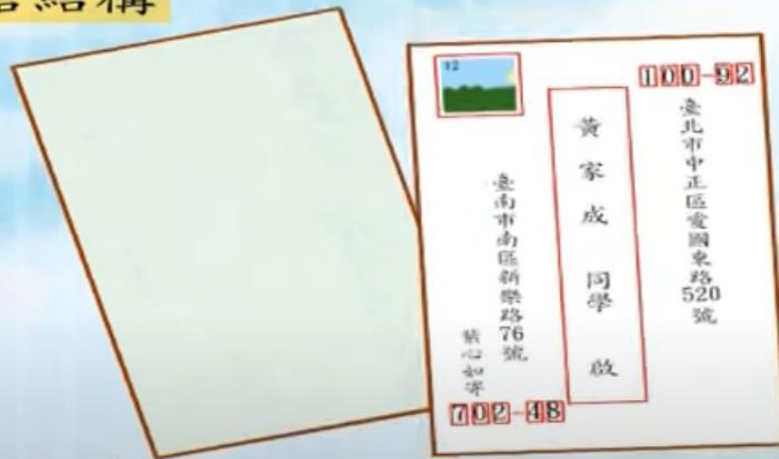 結構
100-92
臺北市中正區愛國東路520號
黃家成 同學 啟
12
臺南市南區新樂路76號
心如寄
702-48